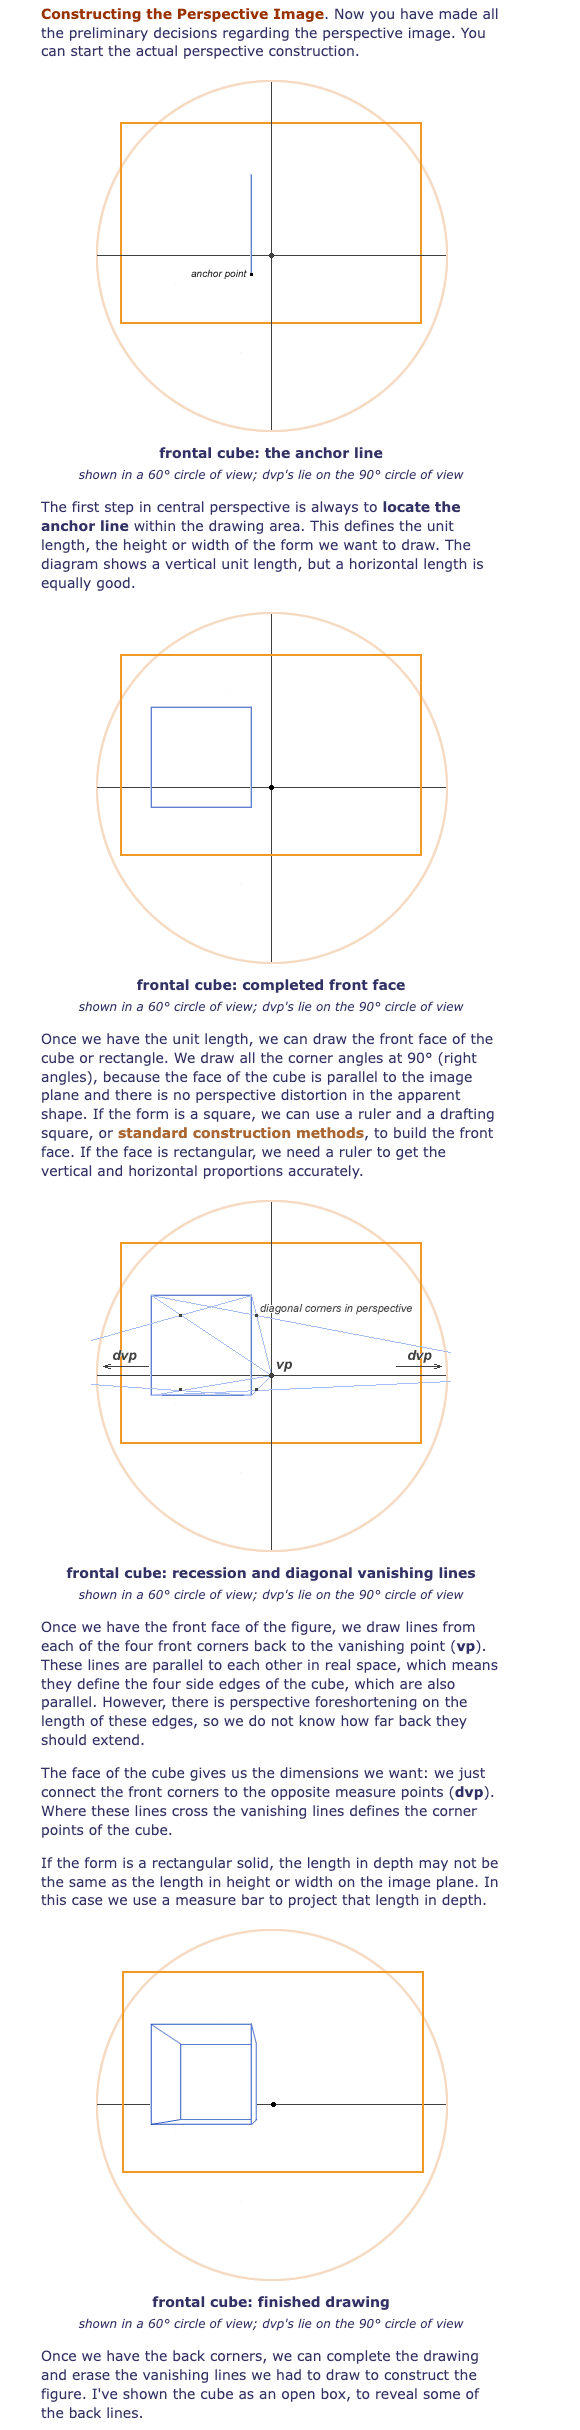 Constructing the Perspective Image. Now you have made all
the preliminary decisions regarding the perspective image. You
can start the actual perspective construction.
anchor point
frontal cube: the anchor line
shown in a 60° circle of view; dvp's lie on the 90° circle of view
The first step in central perspective is always to locate the
anchor line within the drawing area. This defines the unit
length, the height or width of the form we want to draw. The
diagram shows a vertical unit length, but a horizontal length is
equally good.
frontal cube: completed front face
shown in a 60° circle of view; dvp's lie on the 90° circle of view
Once we have the unit length, we can draw the front face of the
cube or rectangle. We draw all the corner angles at 90° (right
angles), because the face of the cube is parallel to the image
plane and there is no perspective distortion in the apparent
shape. If the form is a square, we can use a ruler and a drafting
square, or standard construction methods, to build the front
face. If the face is rectangular, we need a ruler to get the
vertical and horizontal proportions accurately.
diagonal corners in perspective
dvp
dvp
vp
frontal cube: recession and diagonal vanishing lines
shown in a 60° circle of view; dvp's lie on the 90° circle of view
Once we have the front face of the figure, we draw lines from
each of the four front corners back to the vanishing point (vp).
These lines are parallel to each other in real space, which means
they define the four side edges of the cube, which are also
parallel. However, there is perspective foreshortening on the
length of these edges, so we do not know how far back they
should extend.
The face of the cube gives us the dimensions we want: we just
connect the front corners to the opposite measure points (dvp).
Where these lines cross the vanishing lines defines the corner
points of the cube.
If the form is a rectangular solid, the length in depth may not be
the same as the length in height or width on the image plane. In
this case we use a measure bar to project that length in depth.
frontal cube: finished drawing
shown in a 60° circle of view; dvp's lie on the 90° circle of view
Once we have the back corners, we can complete the drawing
and erase the vanishing lines we had to draw to construct the
figure. I've shown the cube as an open box, to reveal some of
the back lines.